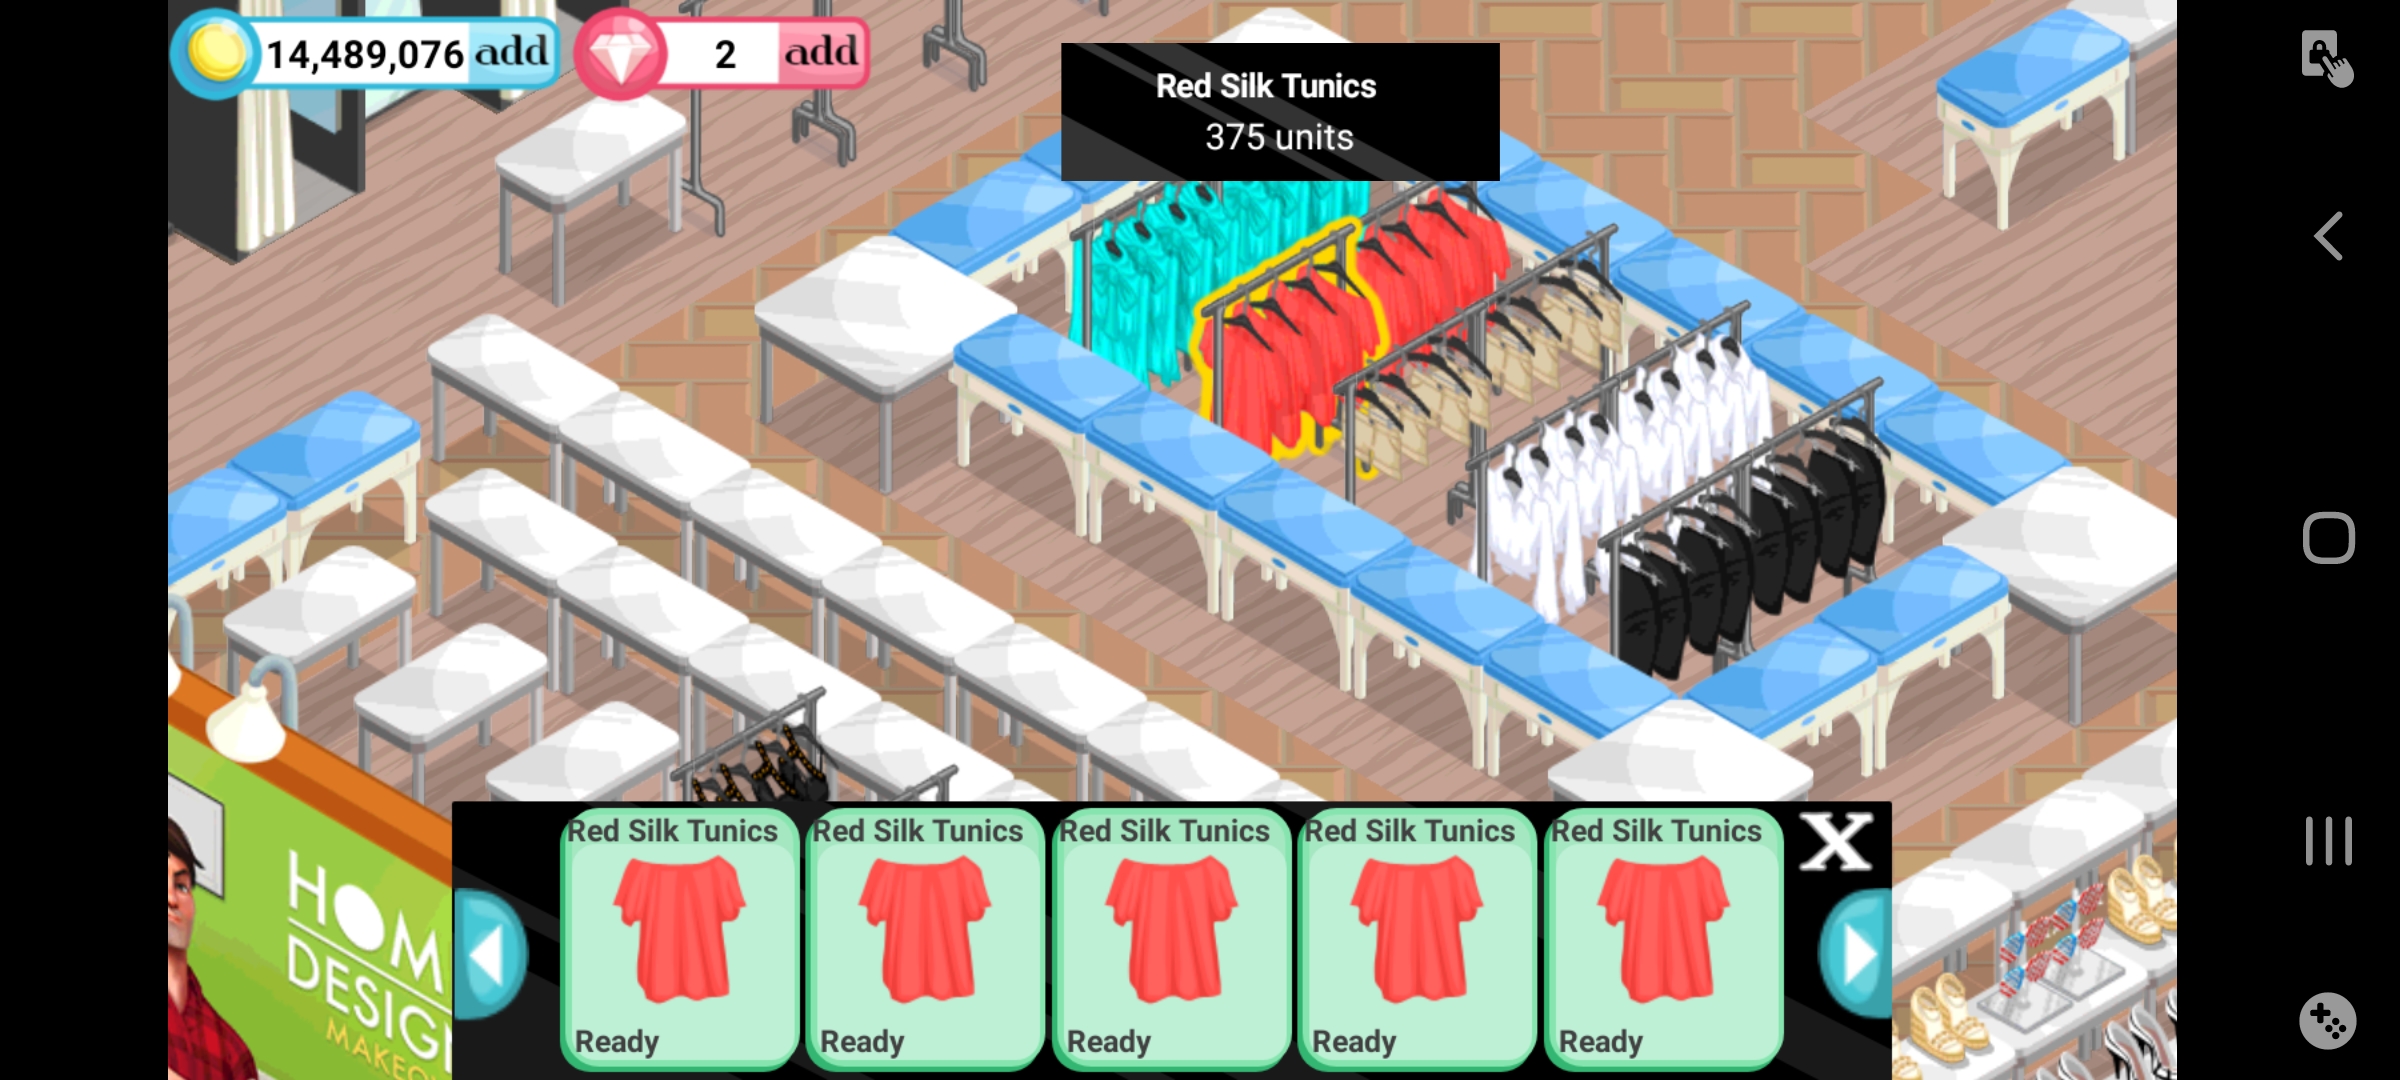 14,489,076 add
2 add
Red Silk Tunics
375 units
Red Silk Tunics
Red Silk Tunics
Red Silk Tunics
Red Silk Tunics
Red Silk Tunics
X
Ready
Ready
Ready
Ready
Ready
HOM
DESIG
MAKEO